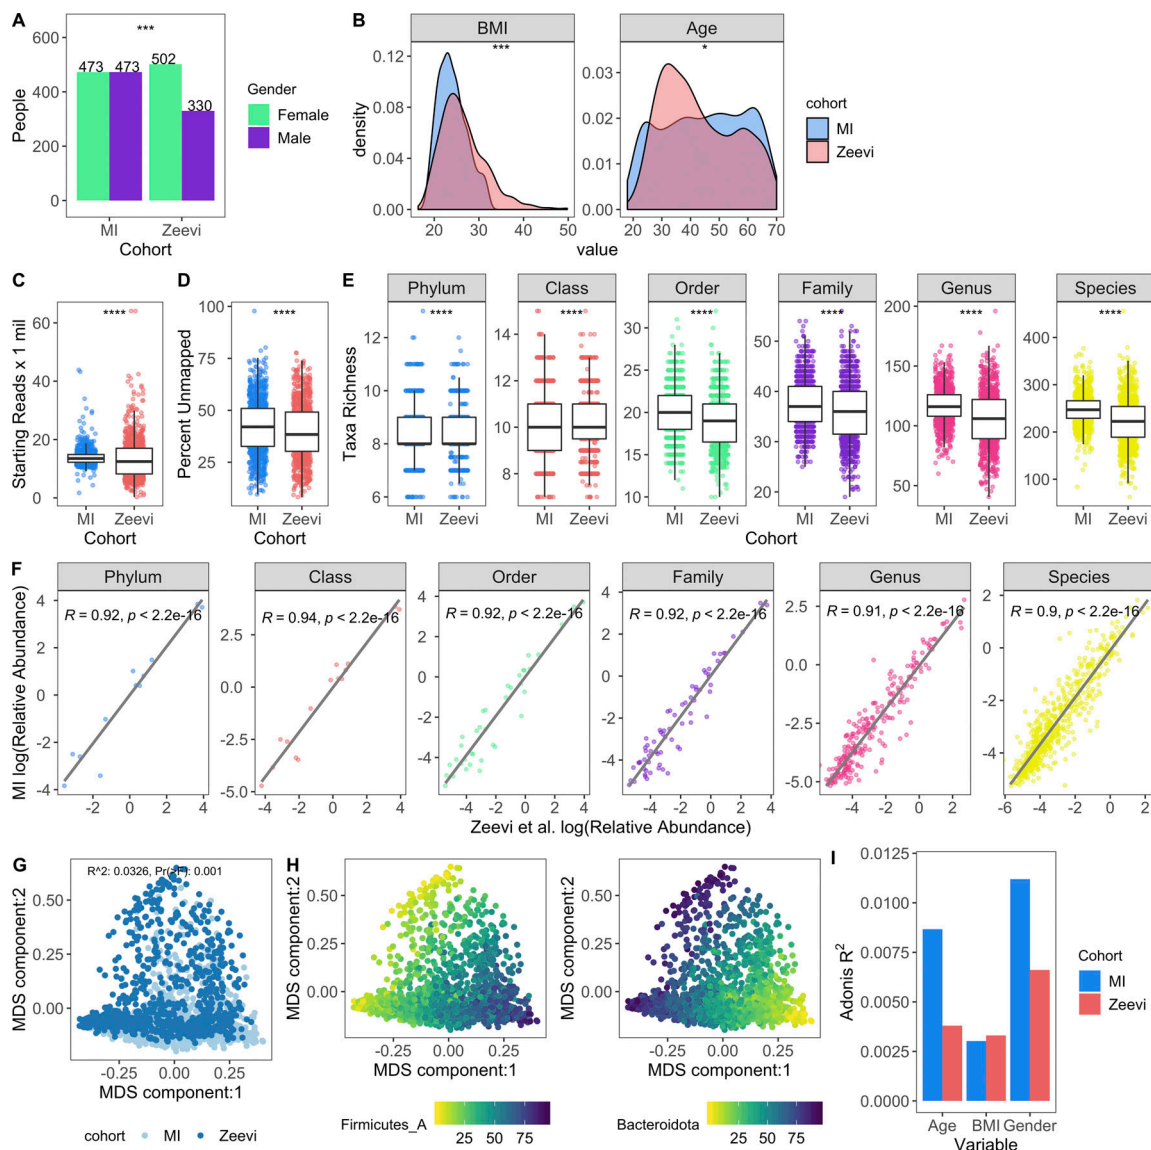 A
600
400
200
0
People
***
473 473 502 330
MI Zeevi
Cohort
Gender
Female
Male
B
BMI
Age
***
*
0.12
0.08
0.04
0.00
density
20 30 40 50
0.03
0.02
0.01
0.00
20 30 40 50 60 70
value
cohort
MI
Zeevi
C
Starting Reads x 1 mil
60
40
20
0
****
MI Zeevi
Cohort
D
Percent Unmapped
100
75
50
25
****
MI Zeevi
Cohort
E
Taxa Richness
Phylum
****
12
10
8
6
MI Zeevi
Class
****
14
12
10
8
MI Zeevi
Order
****
31
28
25
22
19
16
13
10
MI Zeevi
Family
****
50
40
30
20
MI Zeevi
Genus
****
200
150
100
50
MI Zeevi
Species
****
400
300
200
100
MI Zeevi
Cohort
F
MI log(Relative Abundance)
Phylum
R = 0.92, p < 2.2e-16
4
2
0
-2
-4
-2 0 2 4
Class
R = 0.94, p < 2.2e-16
2.5
0.0
-2.5
-5.0
-4 -2 0 2 4
Order
R = 0.92, p < 2.2e-16
4
2
0
-2
-4
-4 -2 0 2 4
Family
R = 0.92, p < 2.2e-16
4
2
0
-2
-4
-4 -2 0 2 4
Genus
R = 0.91, p < 2.2e-16
2.5
0.0
-2.5
-5.0
-4 -2 0 2
Species
R = 0.9, p < 2.2e-16
2
0
-2
-4
-6 -4 -2 0 2
Zeevi et al. log(Relative Abundance)
G
R^2: 0.0326, Pr(>F): 0.001
MDS component:2
0.50
0.25
0.00
-0.25 0.00 0.25
MDS component:1
cohort MI Zeevi
H
MDS component:2
0.50
0.25
0.00
-0.25 0.00 0.25
MDS component:1
Firmicutes_A
25 50 75
MDS component:2
0.50
0.25
0.00
-0.25 0.00 0.25
MDS component:1
Bacteroidota
25 50 75
I
Adonis R²
0.0125
0.0100
0.0075
0.0050
0.0025
0.0000
Age BMI Gender
Variable
Cohort
MI
Zeevi